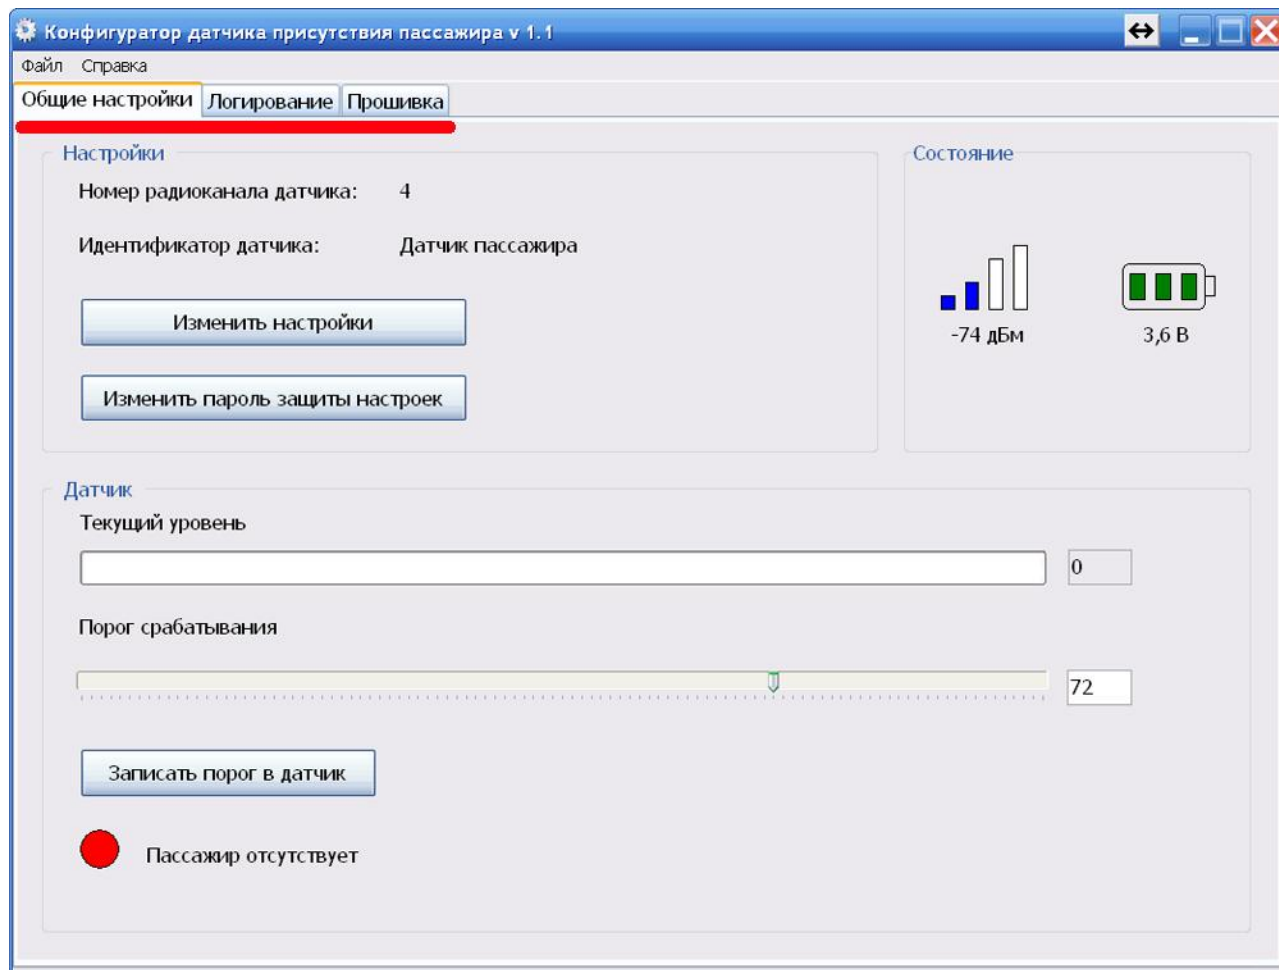 Конфигуратор датчика присутствия пассажира v 1.1
Файл Справка
Общие настройки Логирование Прошивка
Настройки
Номер радиоканала датчика: 4
Идентификатор датчика: Датчик пассажира
Изменить настройки
Изменить пароль защиты настроек
Состояние
-74 дБм 3,6 В
Датчик
Текущий уровень
0
Порог срабатывания
72
Записать порог в датчик
Пассажир отсутствует